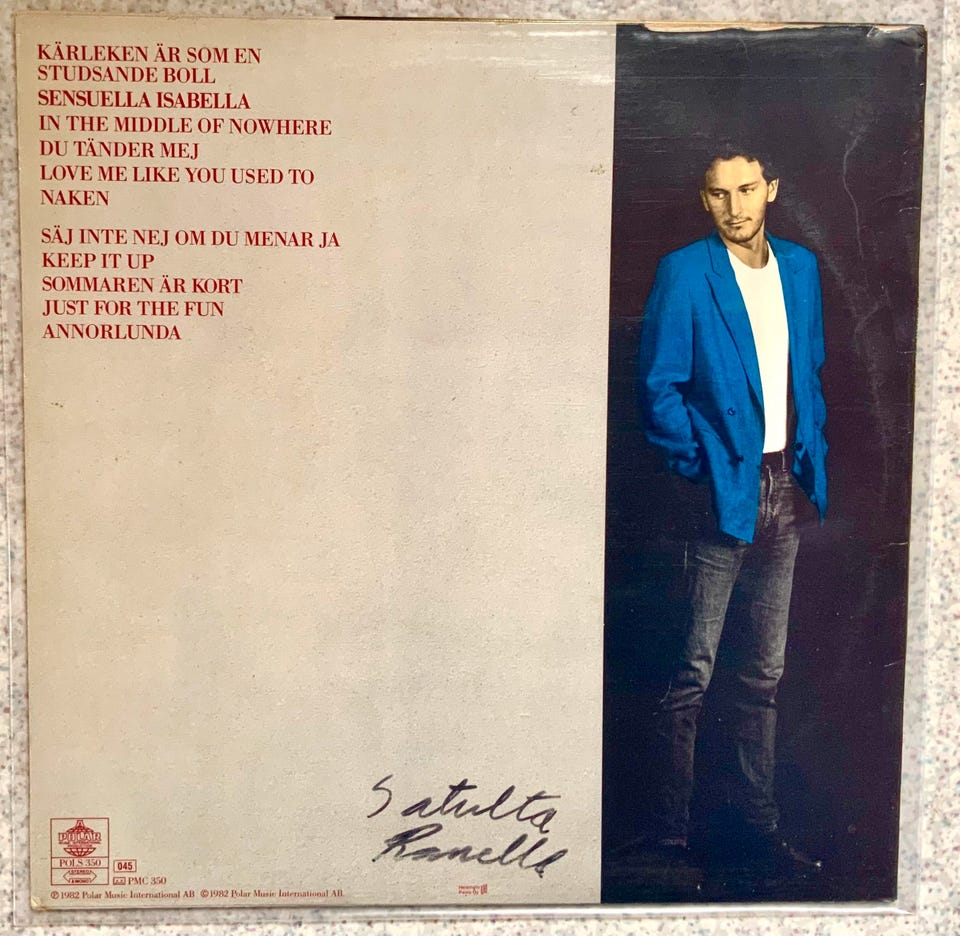 KÄRLEKEN ÄR SOM EN
STUDSANDE BOLL
SENSUELLA ISABELLA
IN THE MIDDLE OF NOWHERE
DU TÄNDER MEJ
LOVE ME LIKE YOU USED TO
NAKEN
SÄJ INTE NEJ OM DU MENAR JA
KEEP IT UP
SOMMAREN ÄR KORT
JUST FOR THE FUN
ANNORLUNDA
Satulta
Ranelle
POLAR
POLS 350
STEREO
045
PMC 350
℗ 1982 Polar Music International AB © 1982 Polar Music International AB.